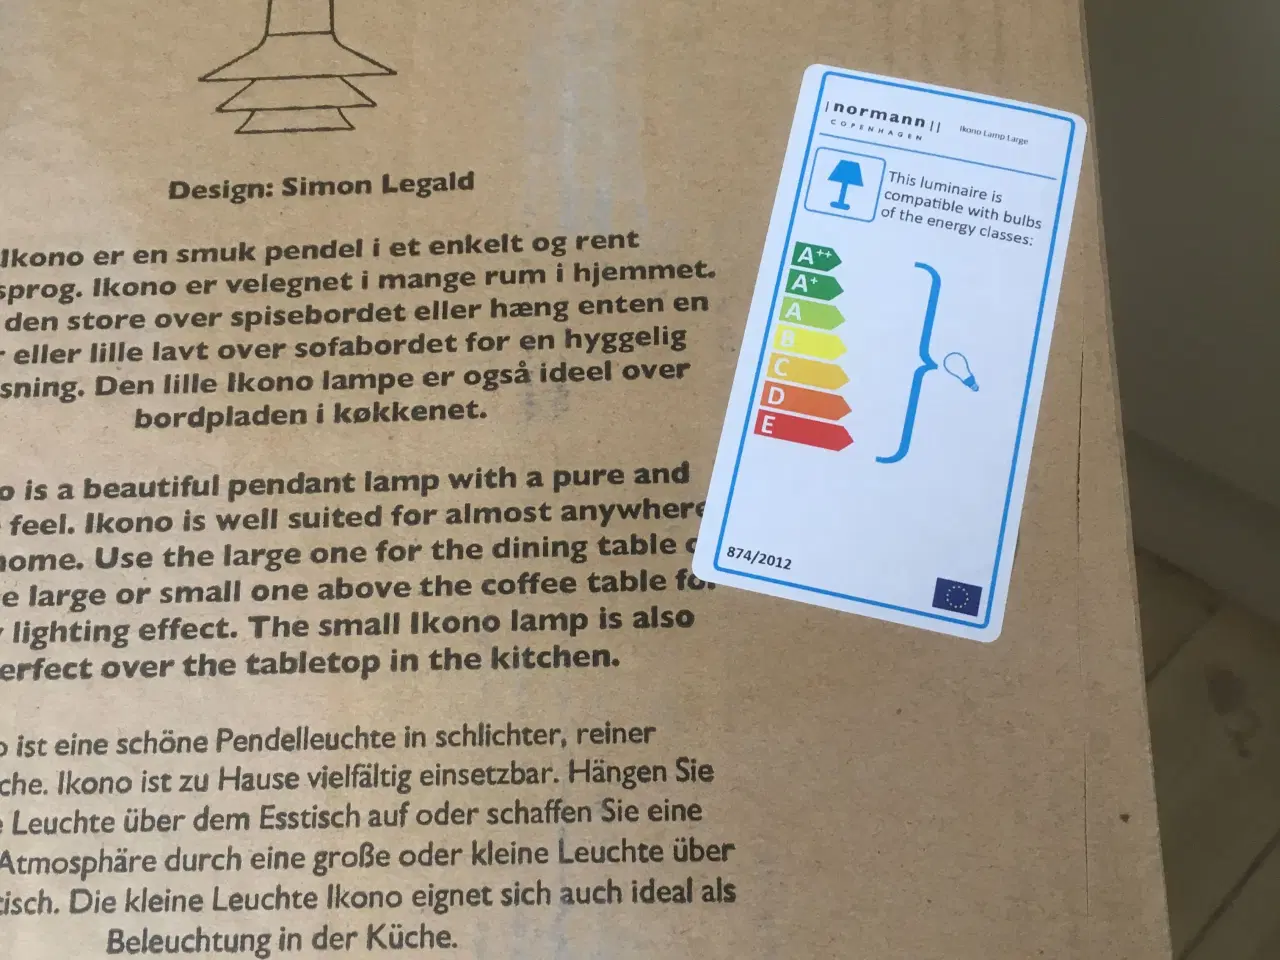 Design: Simon Legald
Ikono er en smuk pendel i et enkelt og rent
sprog. Ikono er velegnet i mange rum i hjemmet.
den store over spisebordet eller hæng enten en
eller lille lavt over sofabordet for en hyggelig
sning. Den lille Ikono lampe er også ideel over
bordpladen i køkkenet.
o is a beautiful pendant lamp with a pure and
feel. Ikono is well suited for almost anywhere
home. Use the large one for the dining table
e large or small one above the coffee table for
lighting effect. The small Ikono lamp is also
erfect over the tabletop in the kitchen.
o ist eine schöne Pendelleuchte in schlichter, reiner
che. Ikono ist zu Hause vielfältig einsetzbar. Hängen Sie
e Leuchte über dem Esstisch auf oder schaffen Sie eine
Atmosphäre durch eine große oder kleine Leuchte über
tisch. Die kleine Leuchte Ikono eignet sich auch ideal als
Beleuchtung in der Küche.
normann
COPENHAGEN
Ikono Lamp Large
This luminaire is
compatible with bulbs
of the energy classes:
A++
A+
A
B
C
D
E
874/2012